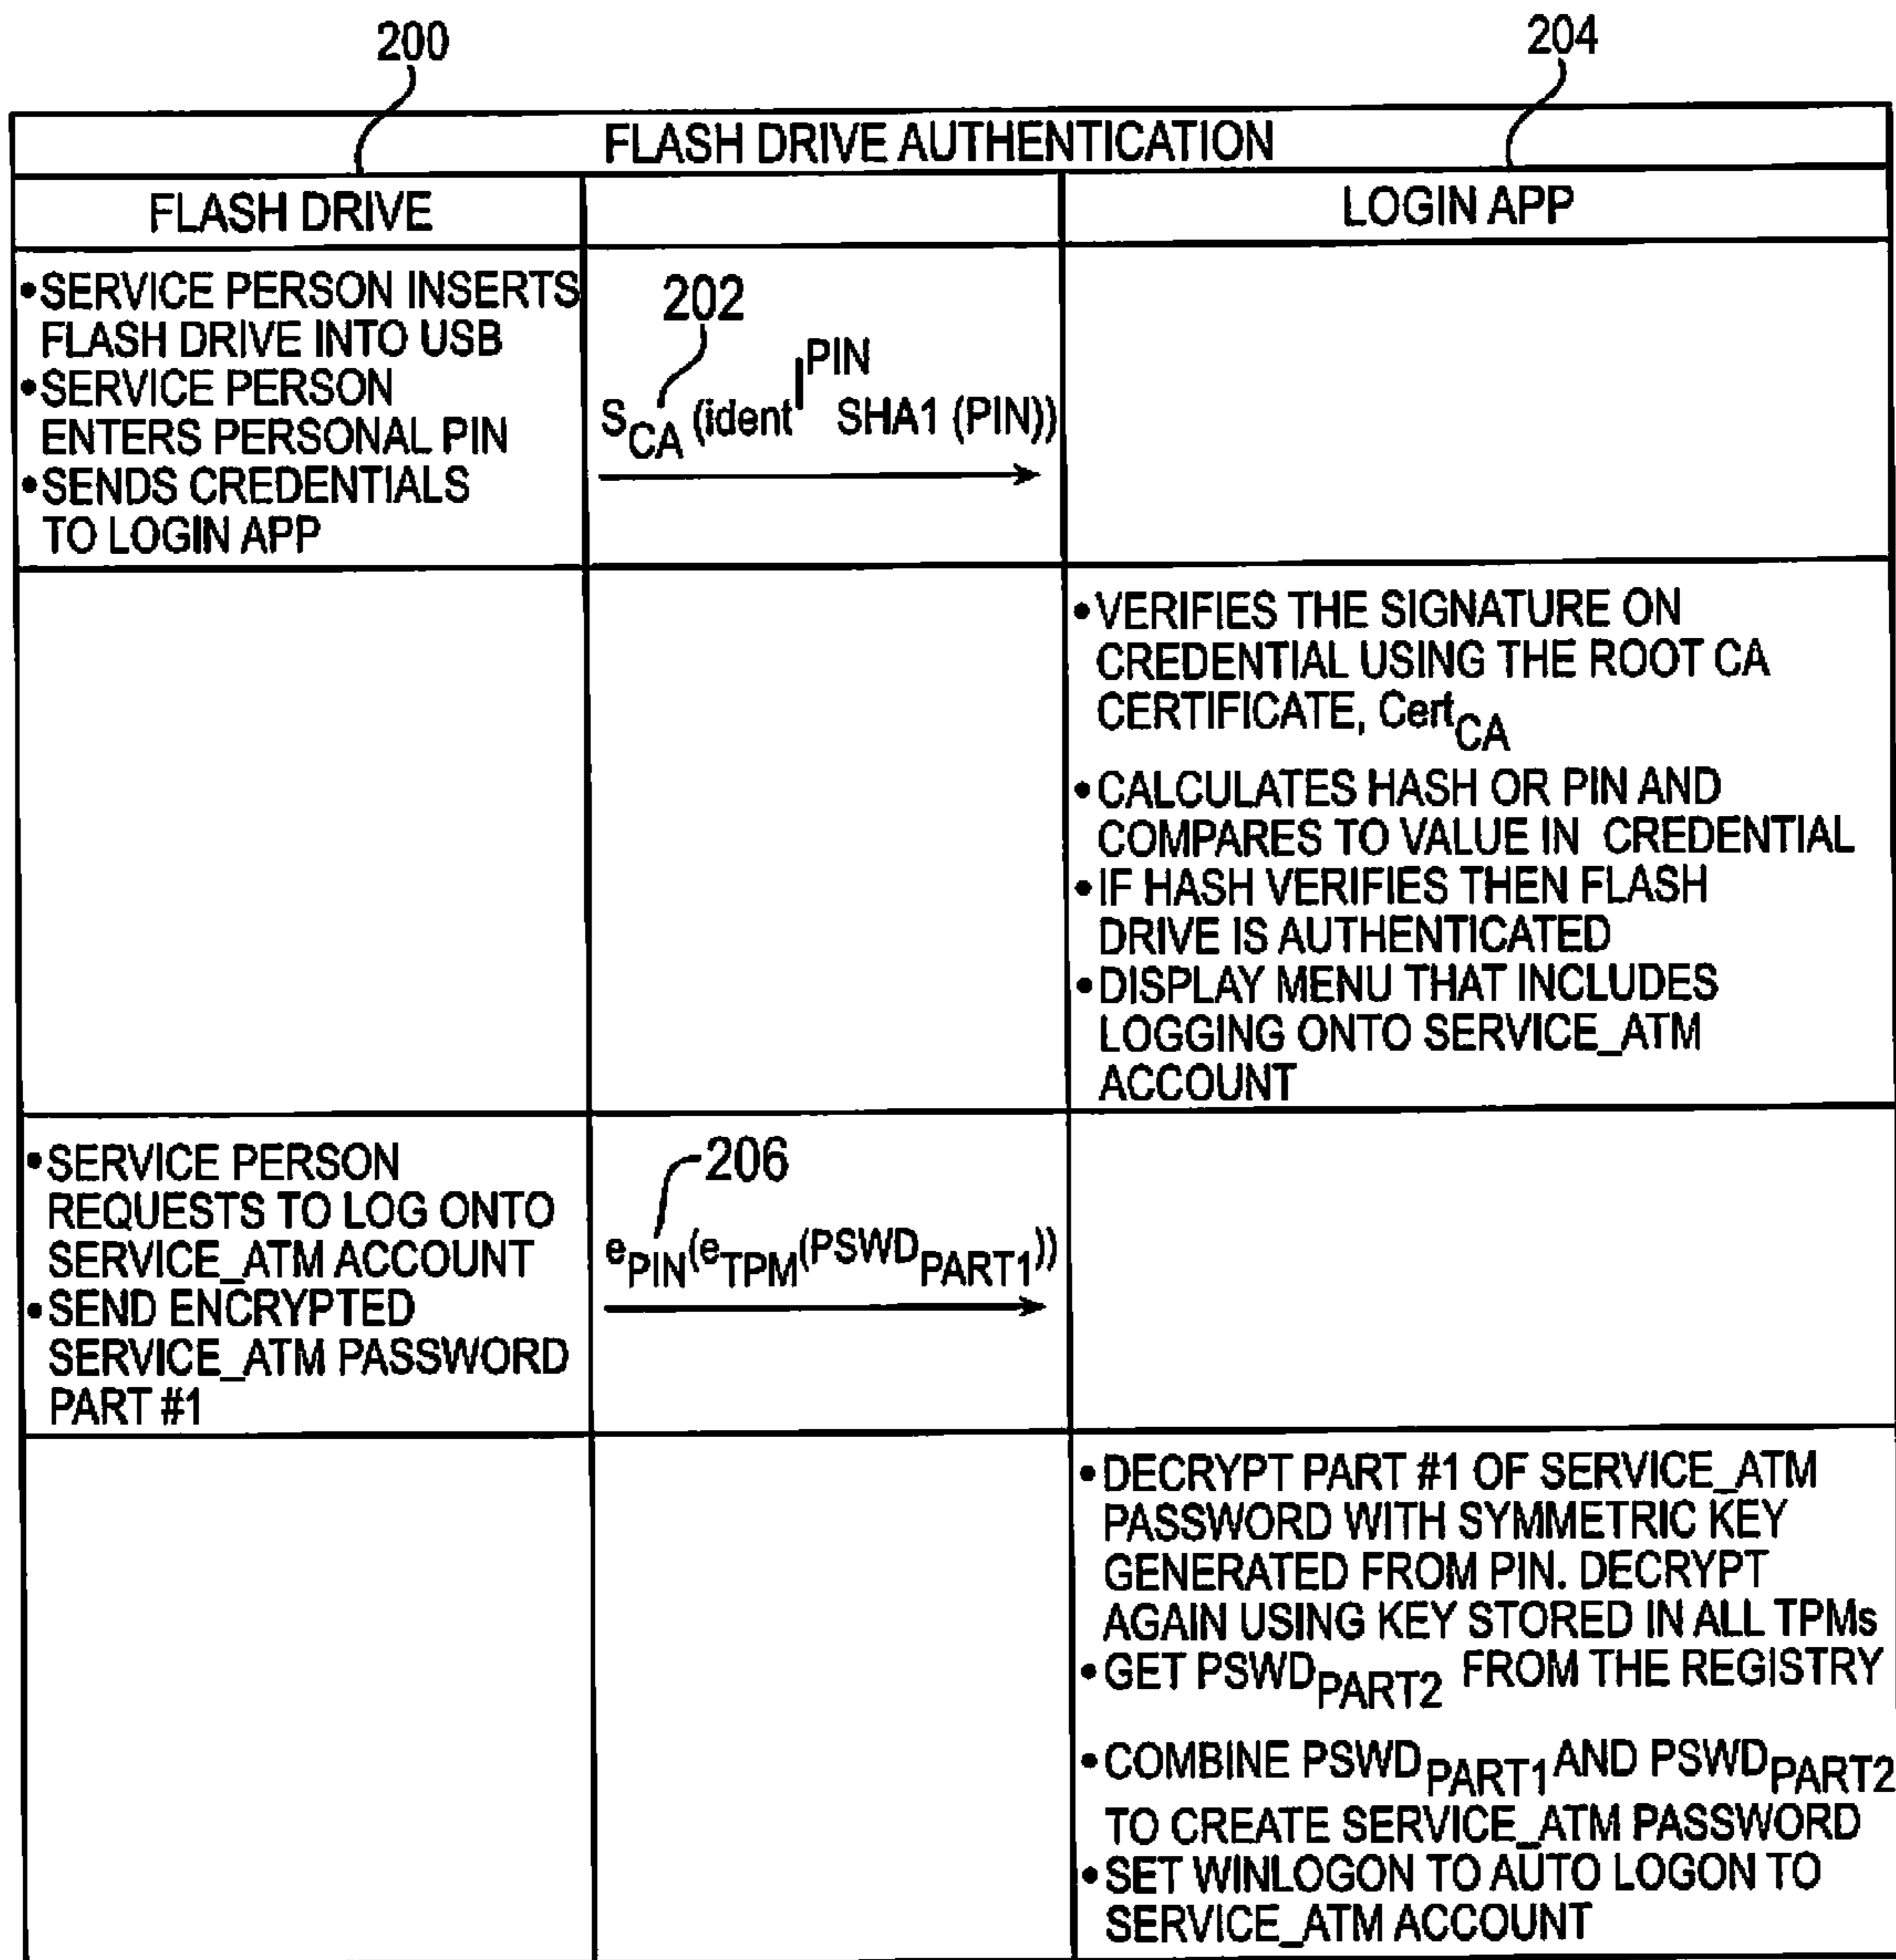 200
204
FLASH DRIVE AUTHENTICATION
FLASH DRIVE
LOGIN APP
•SERVICE PERSON INSERTS
FLASH DRIVE INTO USB
•SERVICE PERSON
ENTERS PERSONAL PIN
•SENDS CREDENTIALS
TO LOGIN APP
202
PIN
SCA (ident| SHA1 (PIN))
•VERIFIES THE SIGNATURE ON
CREDENTIAL USING THE ROOT CA
CERTIFICATE, CertCA
•CALCULATES HASH OR PIN AND
COMPARES TO VALUE IN CREDENTIAL
•IF HASH VERIFIES THEN FLASH
DRIVE IS AUTHENTICATED
•DISPLAY MENU THAT INCLUDES
LOGGING ONTO SERVICE_ATM
ACCOUNT
•SERVICE PERSON
REQUESTS TO LOG ONTO
SERVICE_ATM ACCOUNT
•SEND ENCRYPTED
SERVICE_ATM PASSWORD
PART #1
206
ePIN(eTPM(PSWDPART1))
•DECRYPT PART #1 OF SERVICE_ATM
PASSWORD WITH SYMMETRIC KEY
GENERATED FROM PIN. DECRYPT
AGAIN USING KEY STORED IN ALL TPMs
•GET PSWDPART2 FROM THE REGISTRY
•COMBINE PSWDPART1 AND PSWDPART2
TO CREATE SERVICE_ATM PASSWORD
•SET WINLOGON TO AUTO LOGON TO
SERVICE_ATM ACCOUNT